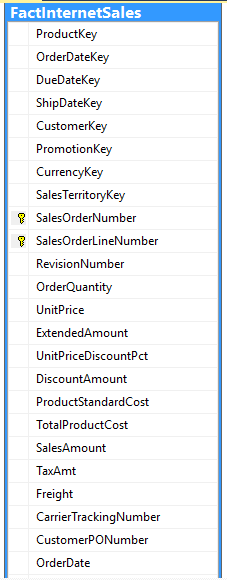 FactInternetSales
ProductKey
OrderDateKey
DueDateKey
ShipDateKey
CustomerKey
PromotionKey
CurrencyKey
SalesTerritoryKey
SalesOrderNumber
SalesOrderLineNumber
RevisionNumber
OrderQuantity
UnitPrice
ExtendedAmount
UnitPriceDiscountPct
DiscountAmount
ProductStandardCost
TotalProductCost
SalesAmount
TaxAmt
Freight
CarrierTrackingNumber
CustomerPONumber
OrderDate